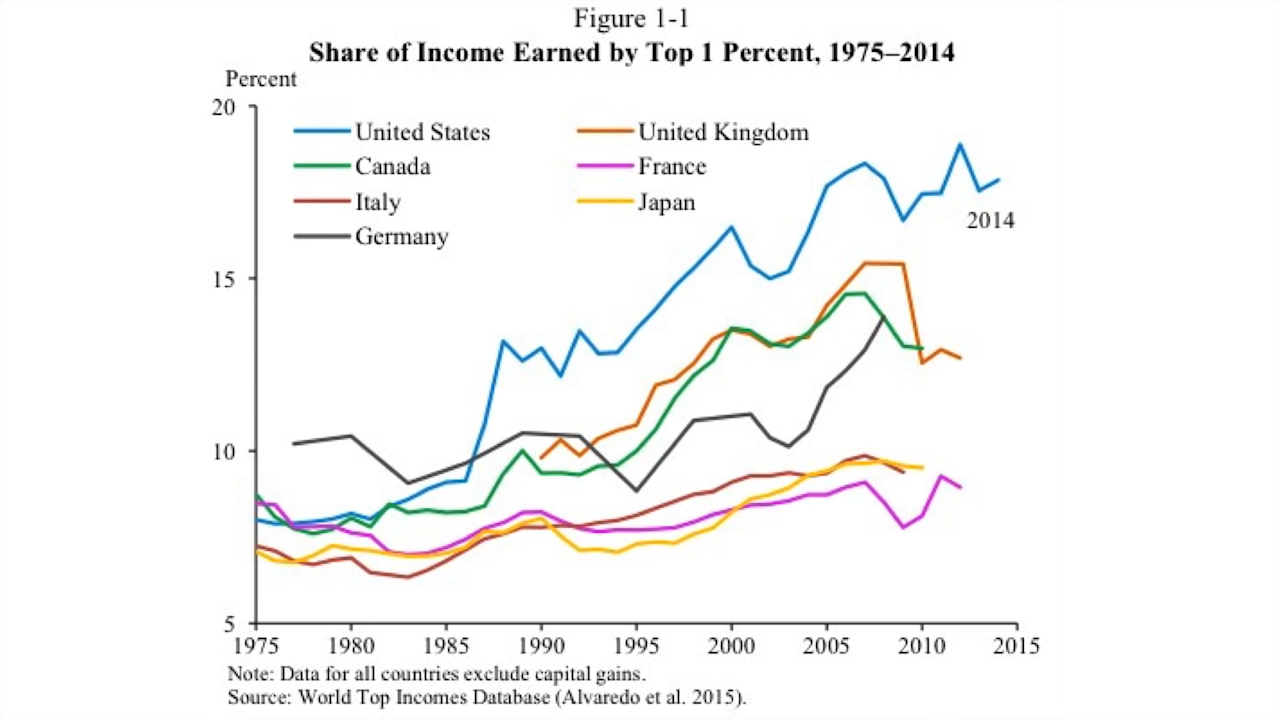 Figure 1-1
Share of Income Earned by Top 1 Percent, 1975–2014
Percent
20
United States
United Kingdom
Canada
France
Italy
Japan
2014
Germany
15
10
5
1975 1980 1985 1990 1995 2000 2005 2010 2015
Note: Data for all countries exclude capital gains.
Source: World Top Incomes Database (Alvaredo et al. 2015).